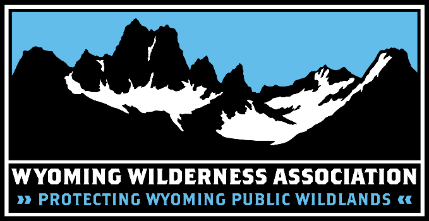 WYOMING WILDERNESS ASSOCIATION
›› PROTECTING WYOMING PUBLIC WILDLANDS ‹‹